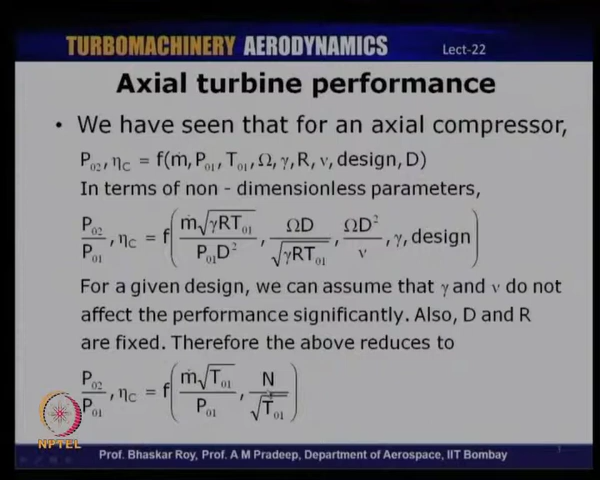 TURBOMACHINERY AERODYNAMICS Lect-22
Axial turbine performance
• We have seen that for an axial compressor,
P₀₂, η_C = f(ṁ, P₀₁, T₀₁, Ω, γ, R, ν, design, D)
In terms of non - dimensionless parameters,
P₀₂/P₀₁, η_C = f(ṁ√(γRT₀₁)/(P₀₁D²), ΩD/√(γRT₀₁), ΩD²/ν, γ, design)
For a given design, we can assume that γ and ν do not
affect the performance significantly. Also, D and R
are fixed. Therefore the above reduces to
P₀₂/P₀₁, η_C = f(ṁ√T₀₁/P₀₁, N/√T₀₁)
NPTEL
Prof. Bhaskar Roy, Prof. A M Pradeep, Department of Aerospace, IIT Bombay